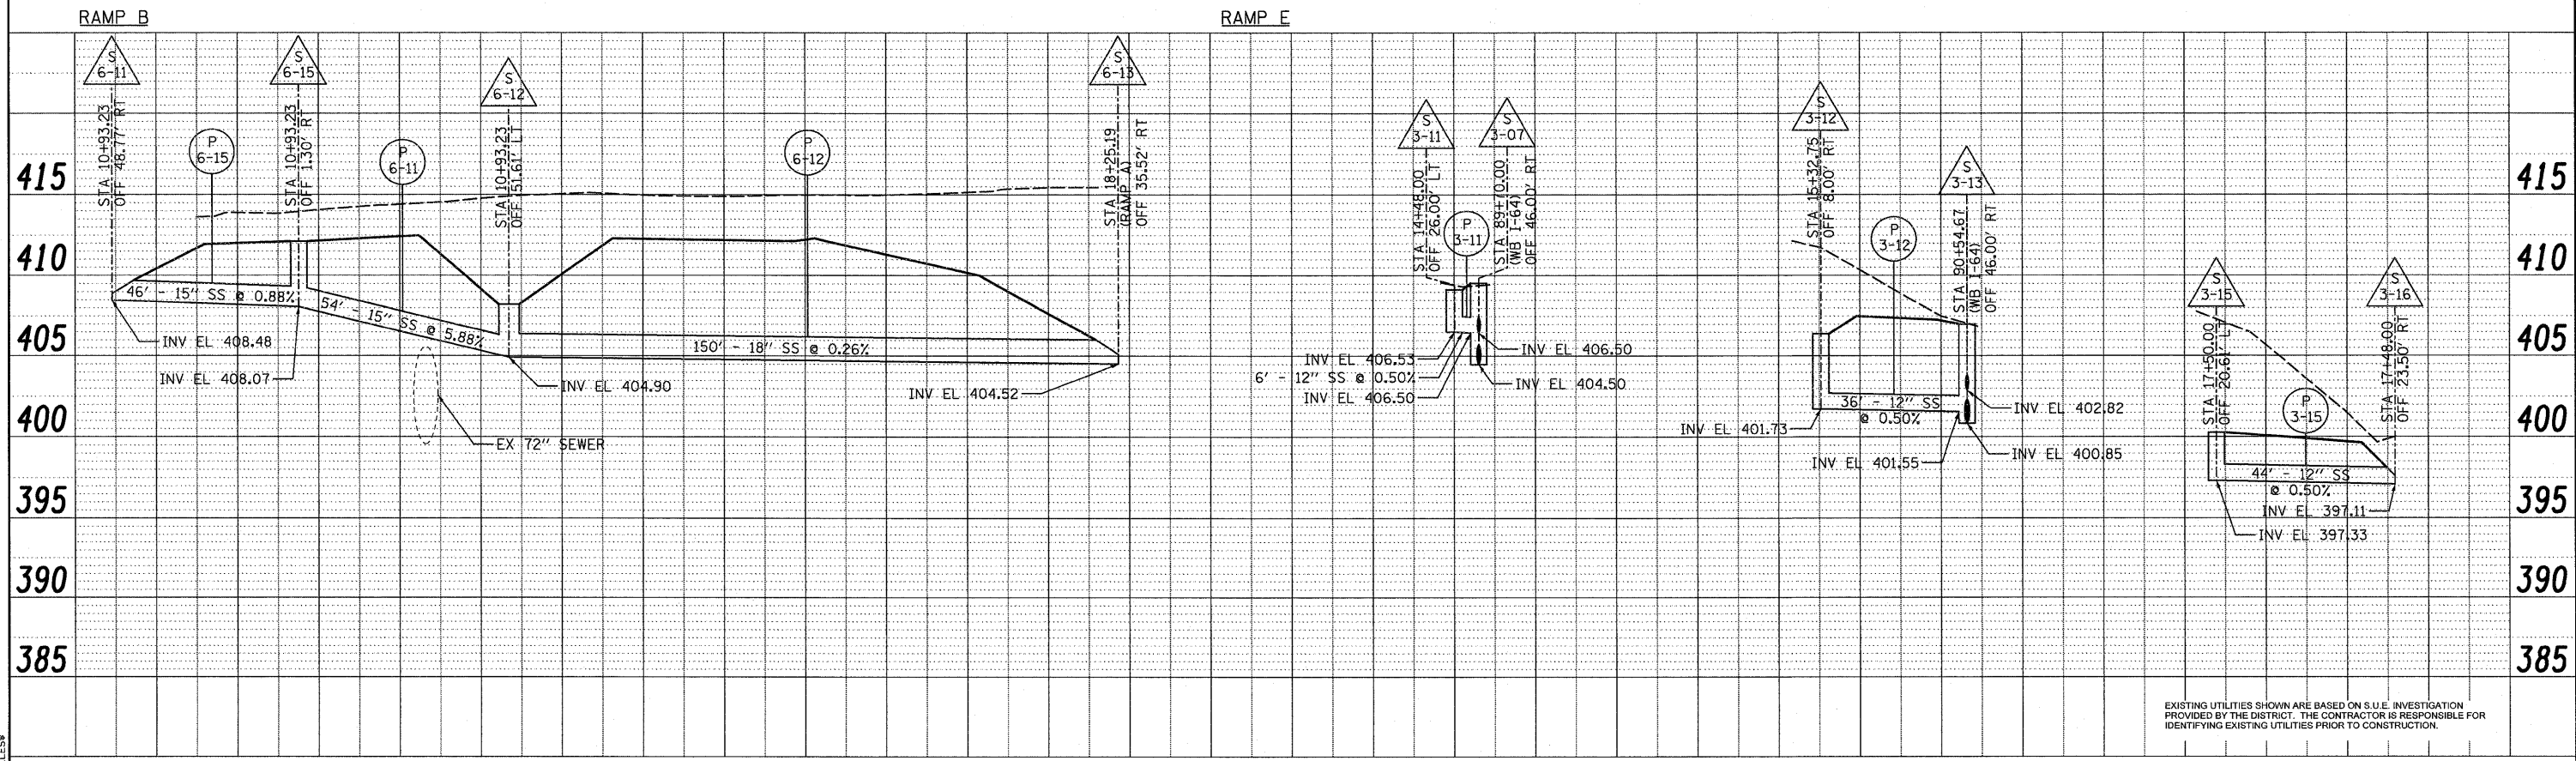 RAMP B
RAMP E
S
6-11
STA 10+93.23
OFF 48.77' RT
P
6-15
S
6-15
STA 10+93.23
OFF 1.30' RT
P
6-11
S
6-12
STA 10+93.23
OFF 51.61' LT
P
6-12
S
6-13
STA 18+25.19
(RAMP A)
OFF 35.52' RT
S
3-11
STA 14+48.00
OFF 26.00' LT
P
3-11
S
3-07
STA 89+70.00
(WB I-64)
OFF 46.00' RT
S
3-12
STA 15+32.75
OFF 8.00' RT
P
3-12
S
3-13
STA 90+54.67
(WB I-64)
OFF 46.00' RT
S
3-15
STA 17+50.00
OFF 20.61' LT
P
3-15
S
3-16
STA 17+48.00
OFF 23.50' RT
415
415
410
410
405
405
400
400
395
395
390
390
385
385
46' - 15" SS @ 0.88%
54' - 15" SS @ 5.88%
150' - 18" SS @ 0.26%
INV EL 408.48
INV EL 408.07
INV EL 404.90
INV EL 404.52
EX 72" SEWER
INV EL 406.53
6' - 12" SS @ 0.50%
INV EL 406.50
INV EL 406.50
INV EL 404.50
36' - 12" SS
@ 0.50%
INV EL 401.73
INV EL 401.55
INV EL 402.82
INV EL 400.85
44' - 12" SS
@ 0.50%
INV EL 397.11
INV EL 397.33
EXISTING UTILITIES SHOWN ARE BASED ON S.U.E. INVESTIGATION
PROVIDED BY THE DISTRICT. THE CONTRACTOR IS RESPONSIBLE FOR
IDENTIFYING EXISTING UTILITIES PRIOR TO CONSTRUCTION.